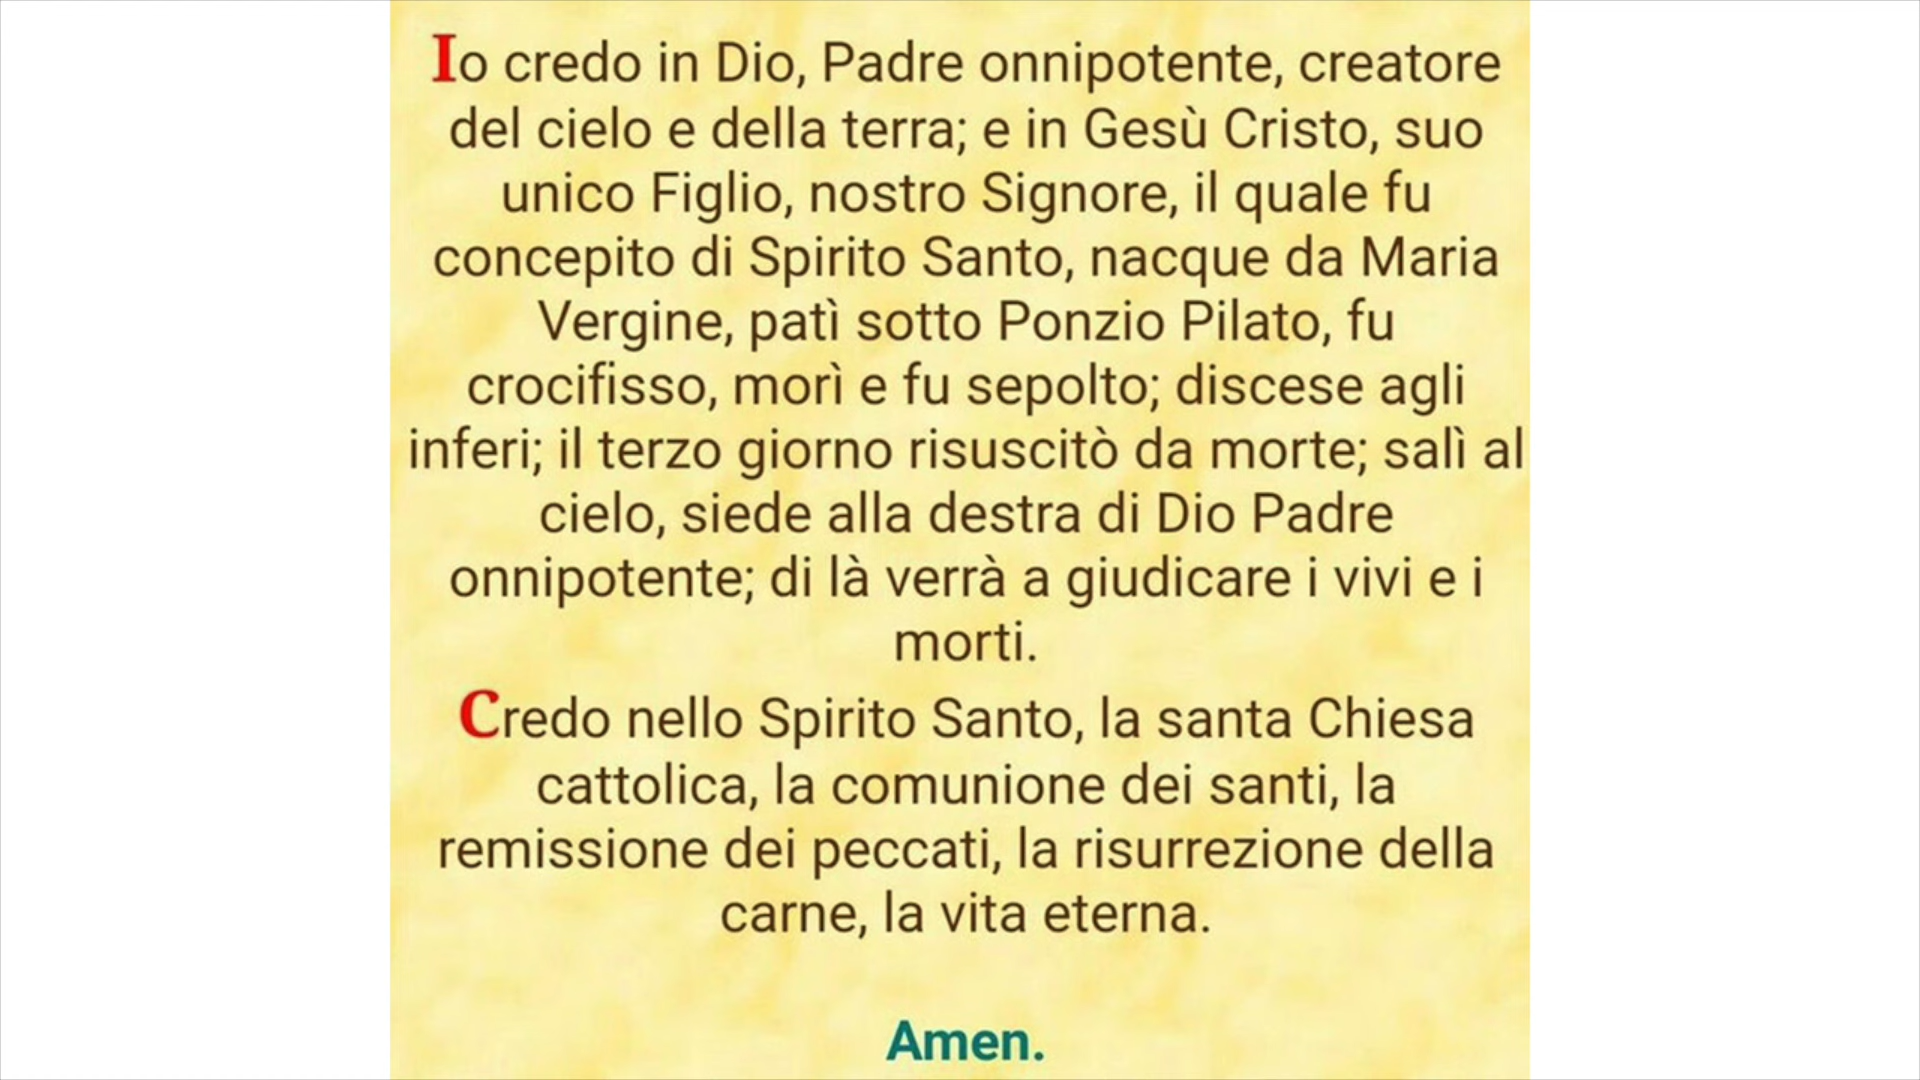 Io credo in Dio, Padre onnipotente, creatore
del cielo e della terra; e in Gesù Cristo, suo
unico Figlio, nostro Signore, il quale fu
concepito di Spirito Santo, nacque da Maria
Vergine, patì sotto Ponzio Pilato, fu
crocifisso, morì e fu sepolto; discese agli
inferi; il terzo giorno risuscitò da morte; salì al
cielo, siede alla destra di Dio Padre
onnipotente; di là verrà a giudicare i vivi e i
morti.
Credo nello Spirito Santo, la santa Chiesa
cattolica, la comunione dei santi, la
remissione dei peccati, la risurrezione della
carne, la vita eterna.
Amen.